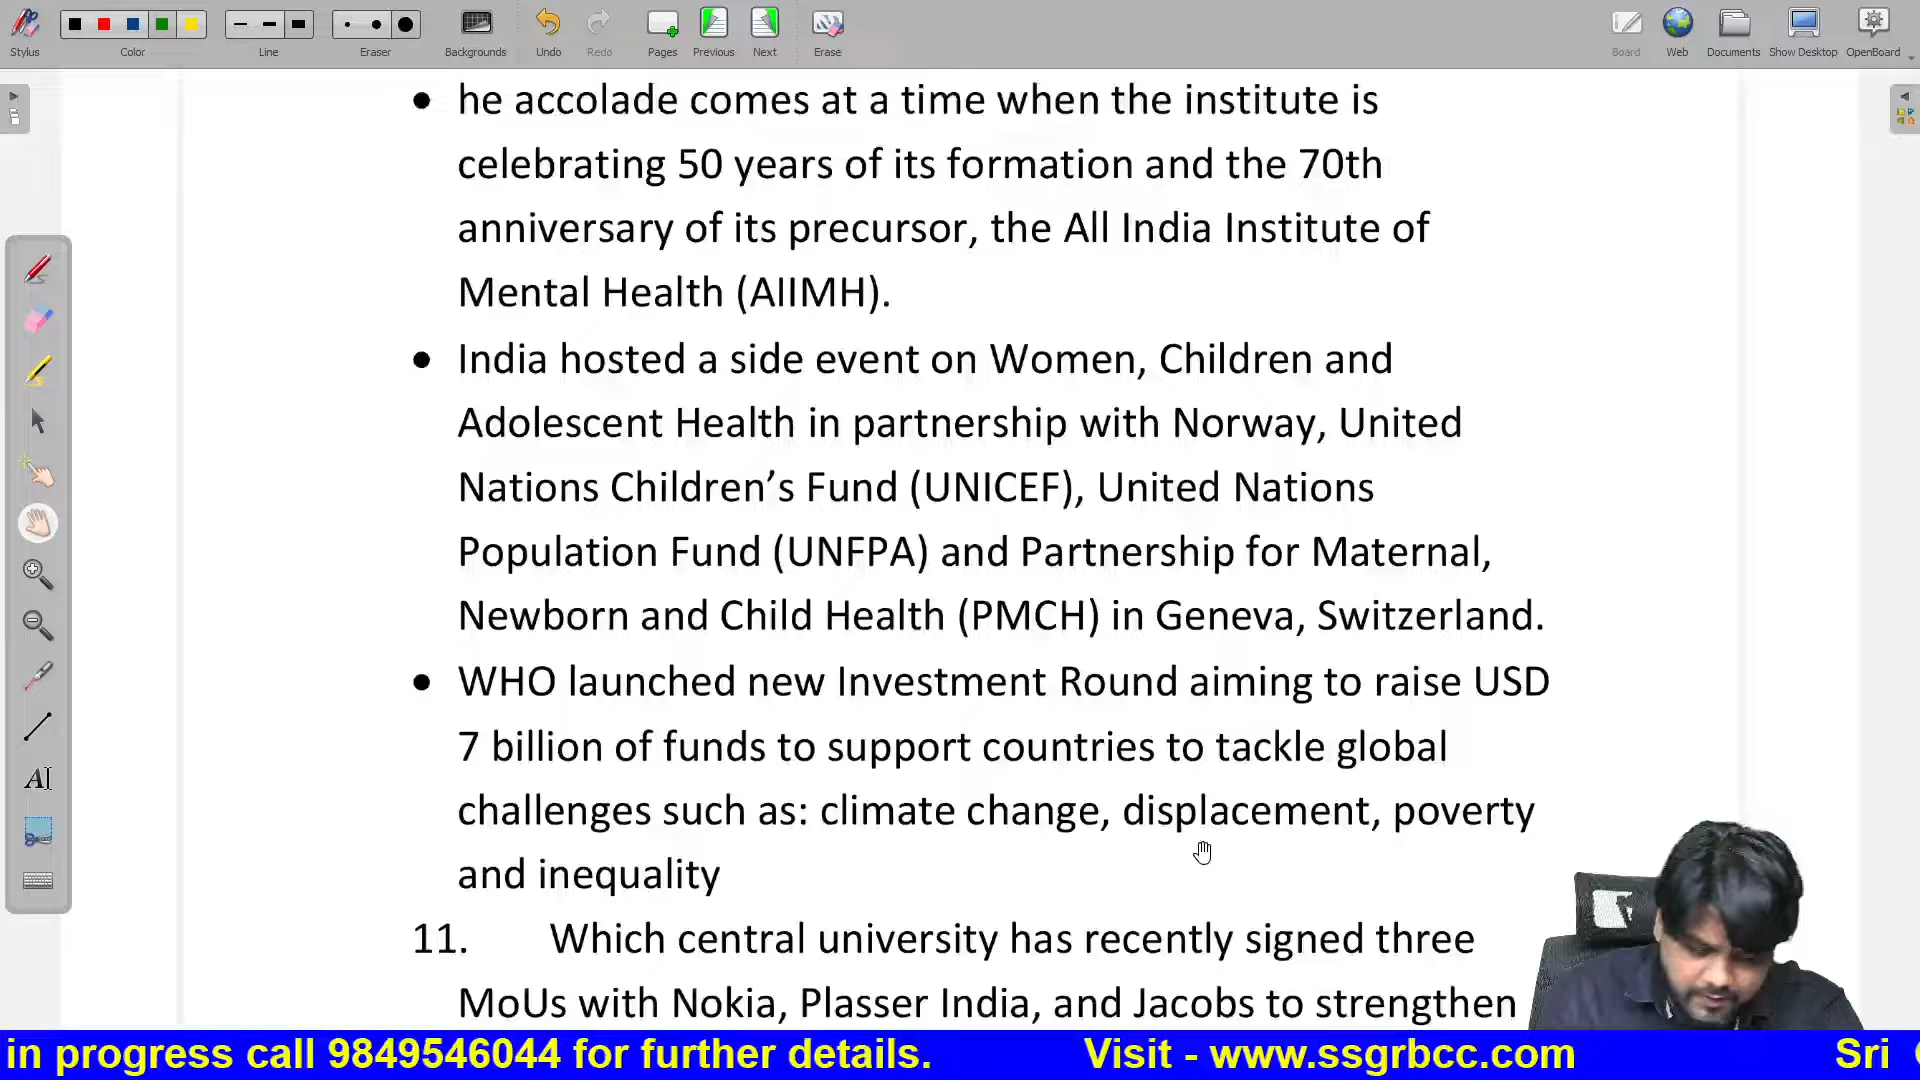 Stylus Color Line Eraser Backgrounds Undo Redo Pages Previous Next Erase Board Web Documents Show Desktop OpenBoard
• he accolade comes at a time when the institute is
celebrating 50 years of its formation and the 70th
anniversary of its precursor, the All India Institute of
Mental Health (AIIMH).
• India hosted a side event on Women, Children and
Adolescent Health in partnership with Norway, United
Nations Children’s Fund (UNICEF), United Nations
Population Fund (UNFPA) and Partnership for Maternal,
Newborn and Child Health (PMCH) in Geneva, Switzerland.
• WHO launched new Investment Round aiming to raise USD
7 billion of funds to support countries to tackle global
challenges such as: climate change, displacement, poverty
and inequality
11. Which central university has recently signed three
MoUs with Nokia, Plasser India, and Jacobs to strengthen
in progress call 9849546044 for further details. Visit - www.ssgrbcc.com Sri